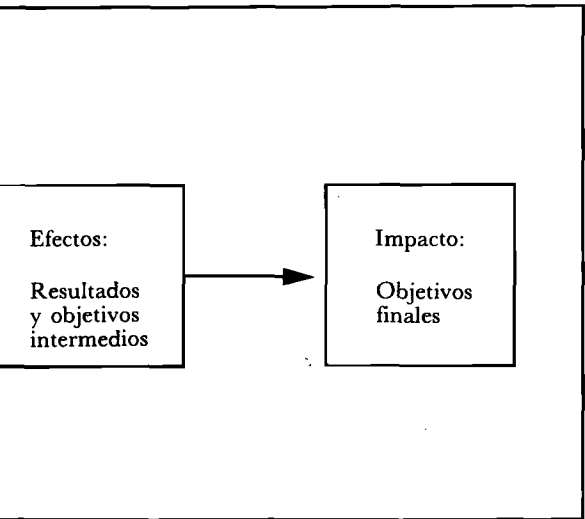 Efectos:
Resultados
y objetivos
intermedios
Impacto:
Objetivos
finales